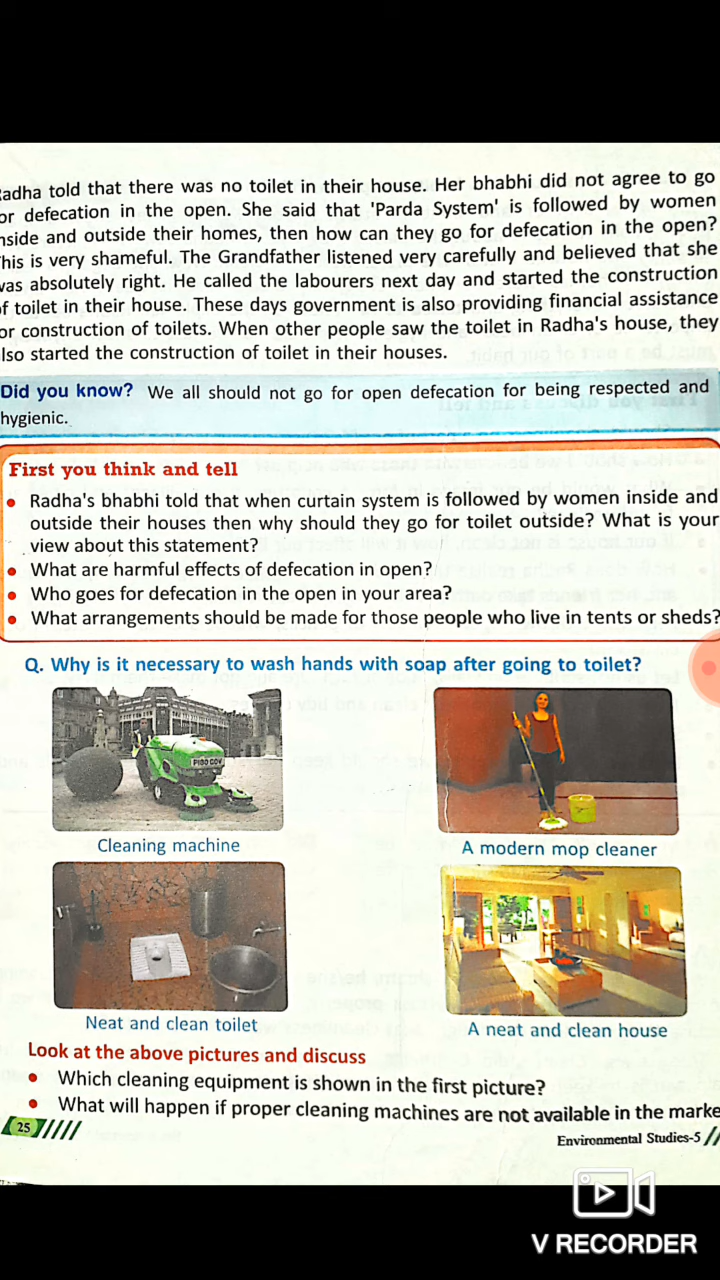 adha told that there was no toilet in their house. Her bhabhi did not agree to go
or defecation in the open. She said that 'Parda System' is followed by women
nside and outside their homes, then how can they go for defecation in the open?
his is very shameful. The Grandfather listened very carefully and believed that she
vas absolutely right. He called the labourers next day and started the construction
f toilet in their house. These days government is also providing financial assistance
or construction of toilets. When other people saw the toilet in Radha's house, they
lso started the construction of toilet in their houses.
Did you know? We all should not go for open defecation for being respected and
hygienic.
First you think and tell
• Radha's bhabhi told that when curtain system is followed by women inside and
outside their houses then why should they go for toilet outside? What is your
view about this statement?
• What are harmful effects of defecation in open?
• Who goes for defecation in the open in your area?
• What arrangements should be made for those people who live in tents or sheds?
Q. Why is it necessary to wash hands with soap after going to toilet?
P100 GOV
Cleaning machine
A modern mop cleaner
Neat and clean toilet
A neat and clean house
Look at the above pictures and discuss
• Which cleaning equipment is shown in the first picture?
• What will happen if proper cleaning machines are not available in the marke
25
Environmental Studies-5
V RECORDER